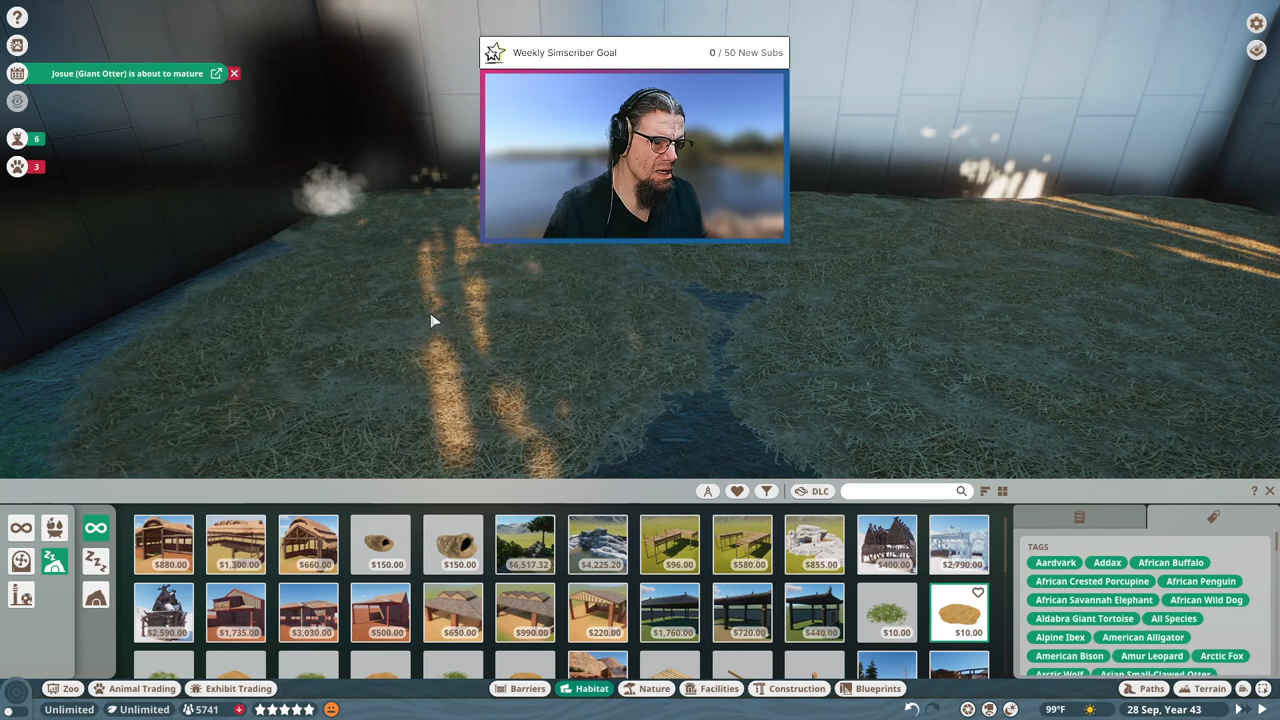 Weekly Simscriber Goal 0 / 50 New Subs
Josue (Giant Otter) is about to mature
6
3
DLC
$880.00 $1,300.00 $660.00 $150.00 $150.00 $6,517.32 $4,225.20 $96.00 $580.00 $855.00 $400.00 $2,790.00
$2,590.00 $1,735.00 $3,030.00 $500.00 $650.00 $990.00 $220.00 $1,760.00 $720.00 $440.00 $10.00 $10.00
TAGS
Aardvark Addax African Buffalo
African Crested Porcupine African Penguin
African Savannah Elephant African Wild Dog
Aldabra Giant Tortoise All Species
Alpine Ibex American Alligator
American Bison Amur Leopard Arctic Fox
Arctic Wolf Asian Small-Clawed Otter
Zoo Animal Trading Exhibit Trading Barriers Habitat Nature Facilities Construction Blueprints Paths Terrain
Unlimited Unlimited 5741 99°F 28 Sep, Year 43